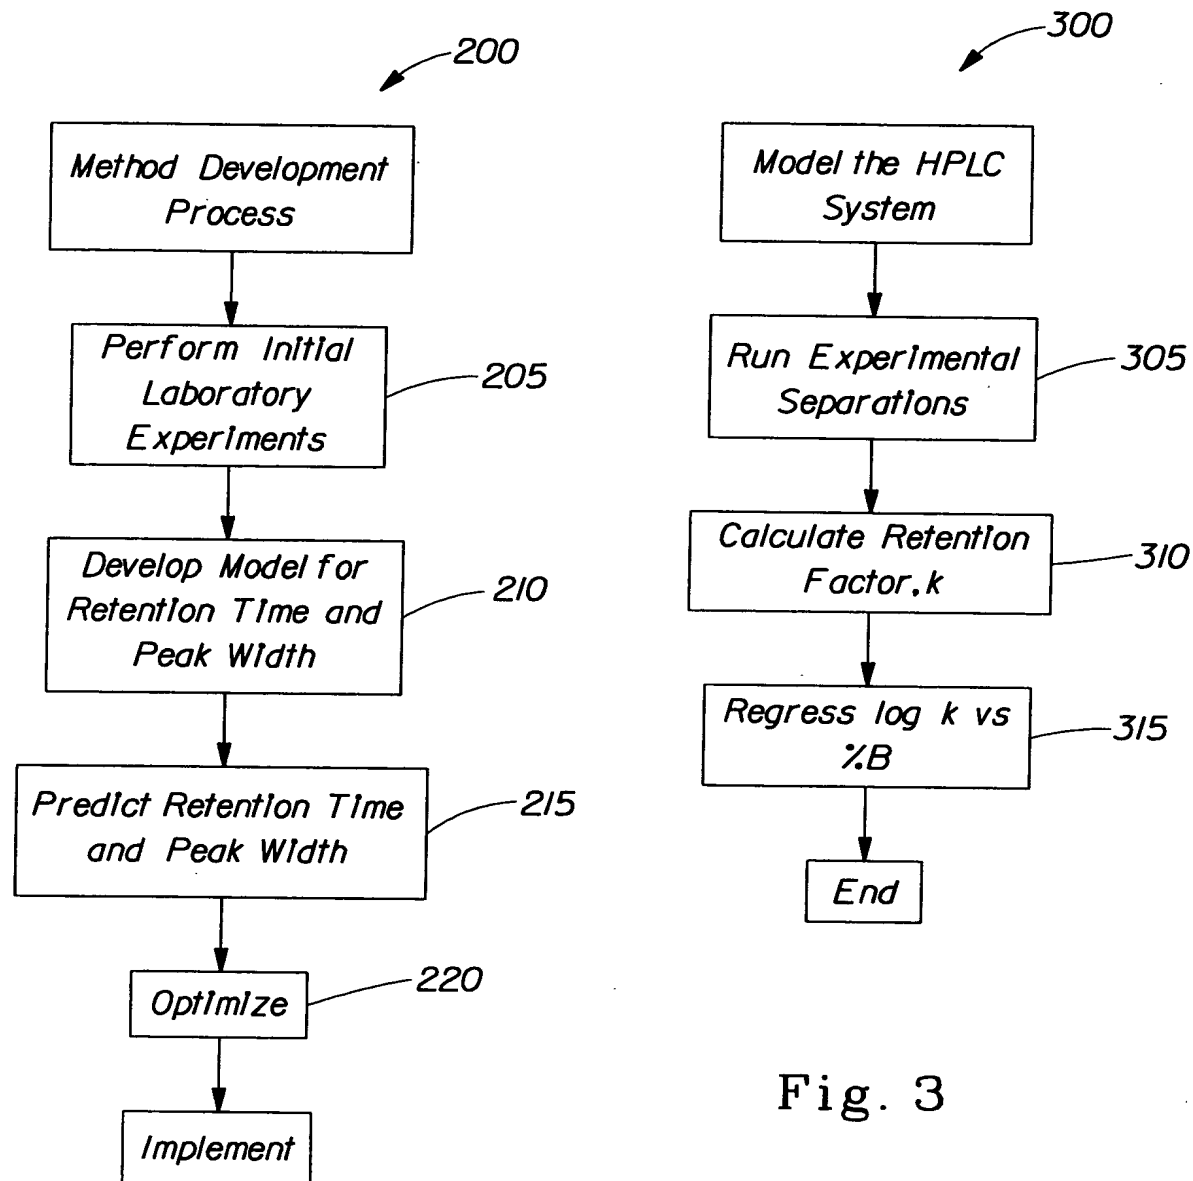 200
Method Development
Process
Perform Initial
Laboratory
Experiments
205
Develop Model for
Retention Time and
Peak Width
210
Predict Retention Time
and Peak Width
215
Optimize
220
Implement
300
Model the HPLC
System
Run Experimental
Separations
305
Calculate Retention
Factor, k
310
Regress log k vs
%B
315
End
Fig. 3